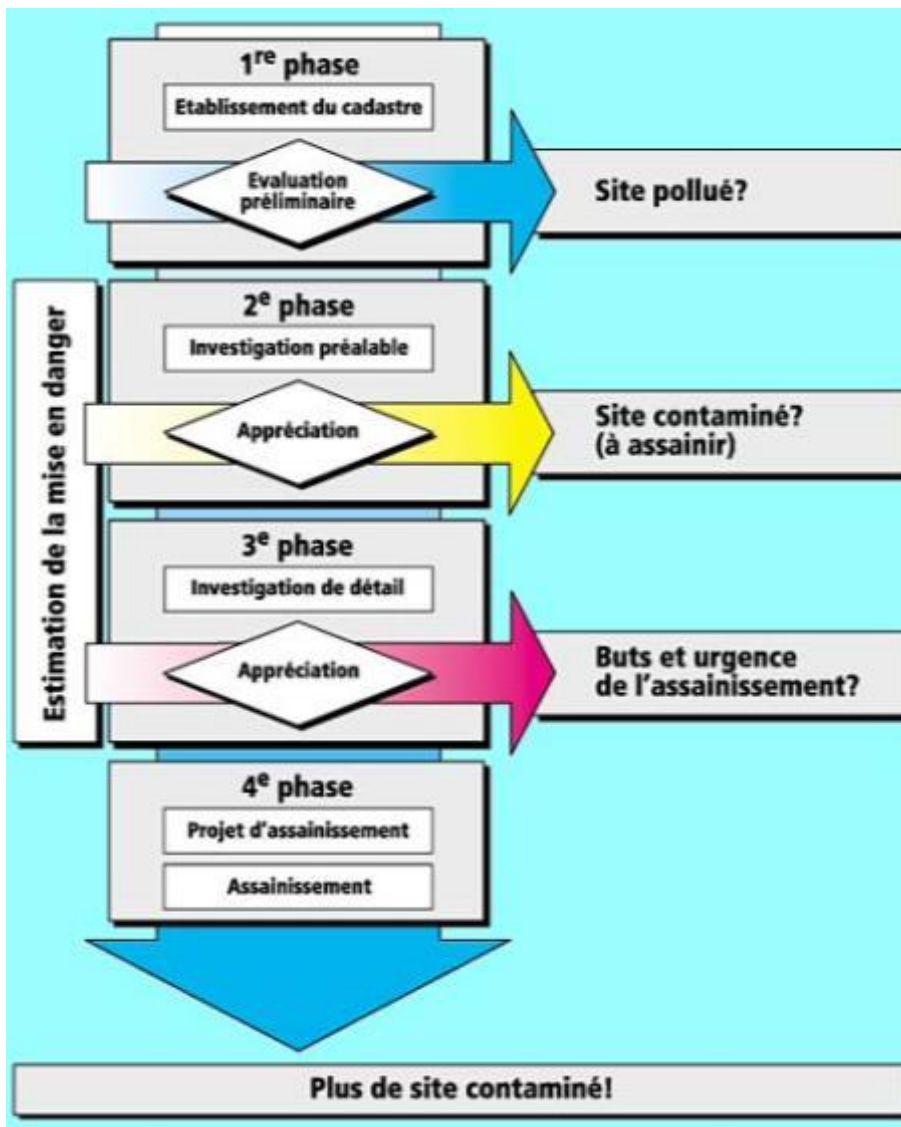 1re phase
Etablissement du cadastre
Evaluation
préliminaire
Site pollué?
Estimation de la mise en danger
2e phase
Investigation préalable
Appréciation
Site contaminé?
(à assainir)
3e phase
Investigation de détail
Appréciation
Buts et urgence
de l'assainissement?
4e phase
Projet d'assainissement
Assainissement
Plus de site contaminé!